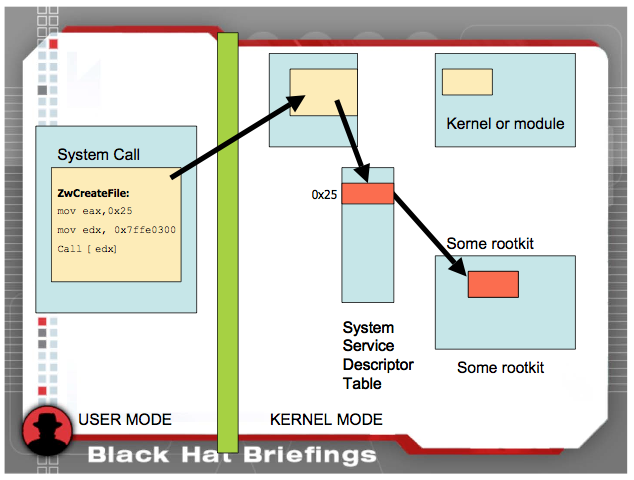 System Call
ZwCreateFile:
mov eax,0x25
mov edx, 0x7ffe0300
Call [ edx]
Kernel or module
0x25
Some rootkit
System
Service
Descriptor
Table
Some rootkit
USER MODE
KERNEL MODE
Black Hat Briefings